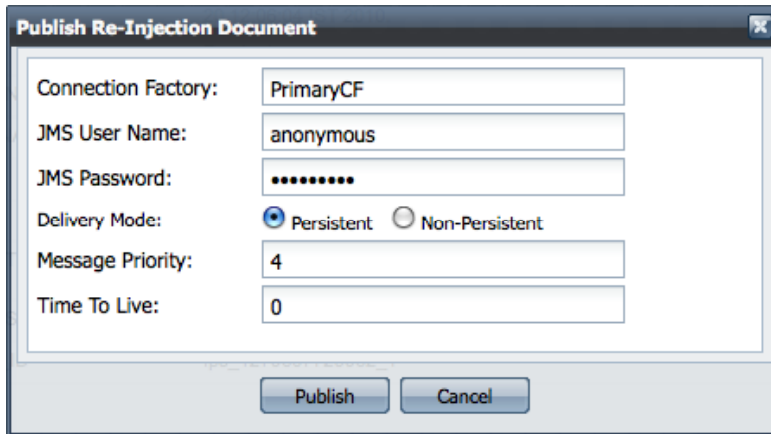 Publish Re-Injection Document
Connection Factory: PrimaryCF
JMS User Name: anonymous
JMS Password: •••••••••
Delivery Mode: Persistent Non-Persistent
Message Priority: 4
Time To Live: 0
Publish Cancel